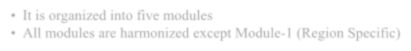 • It is organized into five modules
• All modules are harmonized except Module-1 (Region Specific)